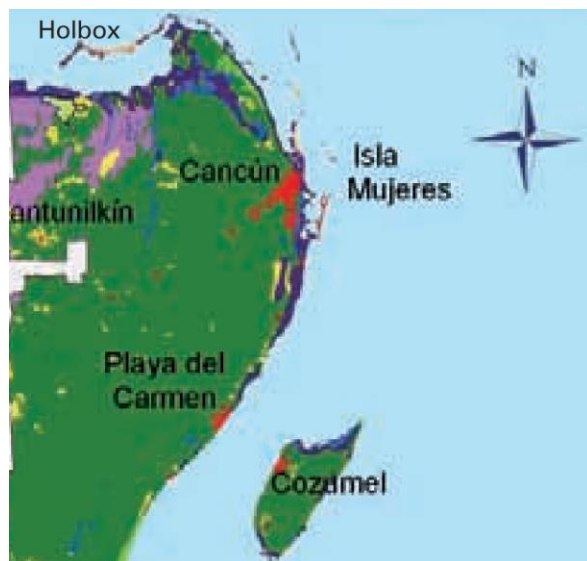 Holbox
N
Isla
Mujeres
Cancún
antunilkín
Playa del
Carmen
Cozumel